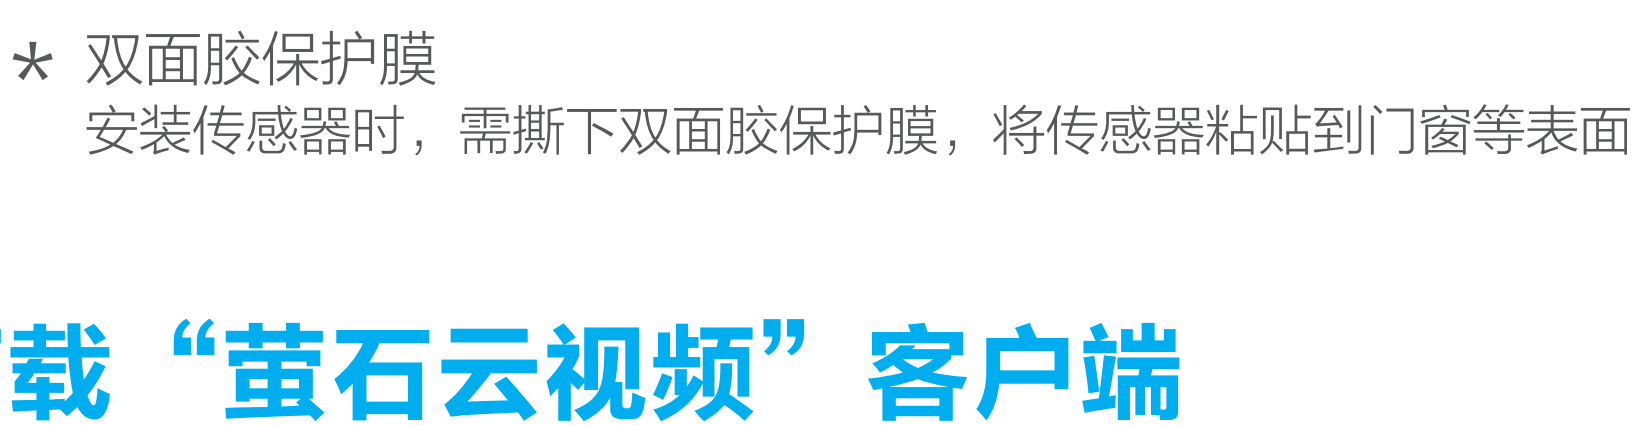 * 双面胶保护膜
安装传感器时，需撕下双面胶保护膜，将传感器粘贴到门窗等表面
载“萤石云视频”客户端